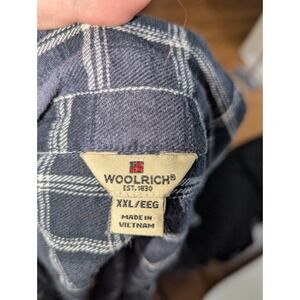 WOOLRICH®
EST. 1830
XXL/EEG
MADE IN
VIETNAM